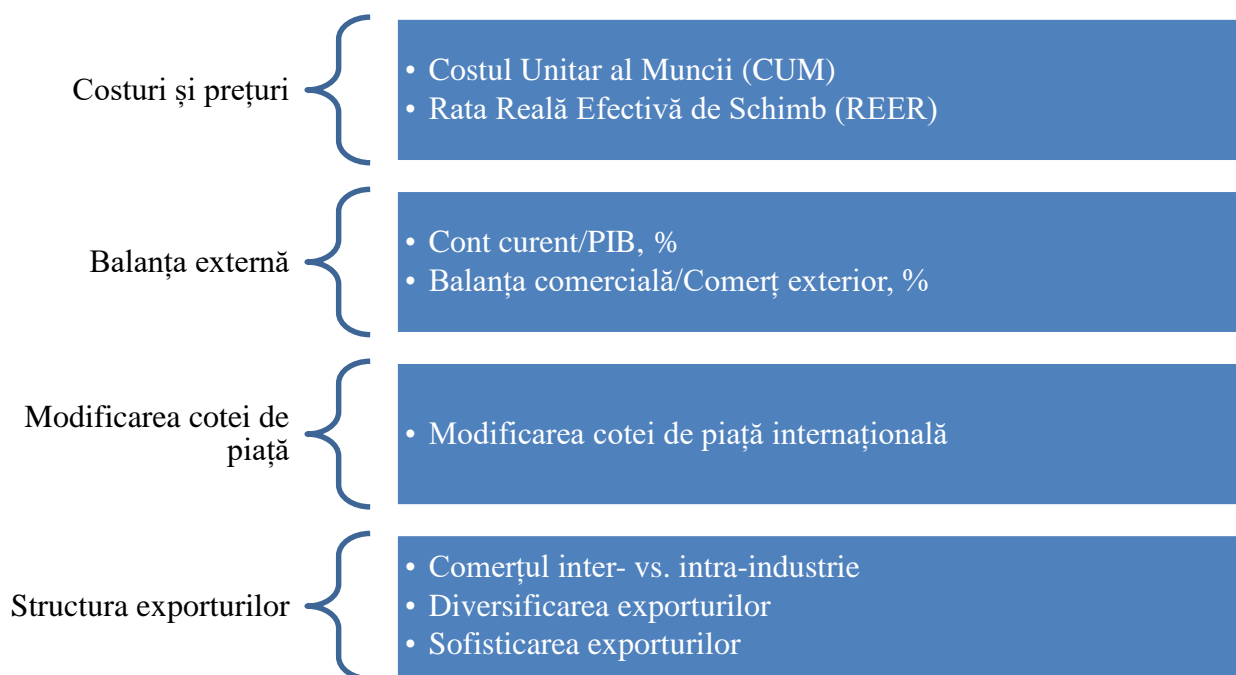 Costuri și prețuri
• Costul Unitar al Muncii (CUM)
• Rata Reală Efectivă de Schimb (REER)
Balanța externă
• Cont curent/PIB, %
• Balanța comercială/Comerț exterior, %
Modificarea cotei de
piață
• Modificarea cotei de piață internațională
Structura exporturilor
• Comerțul inter- vs. intra-industrie
• Diversificarea exporturilor
• Sofisticarea exporturilor